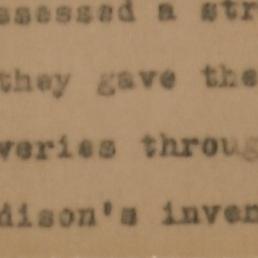 ssessed a str
they gave the
veries throug
dison's inven